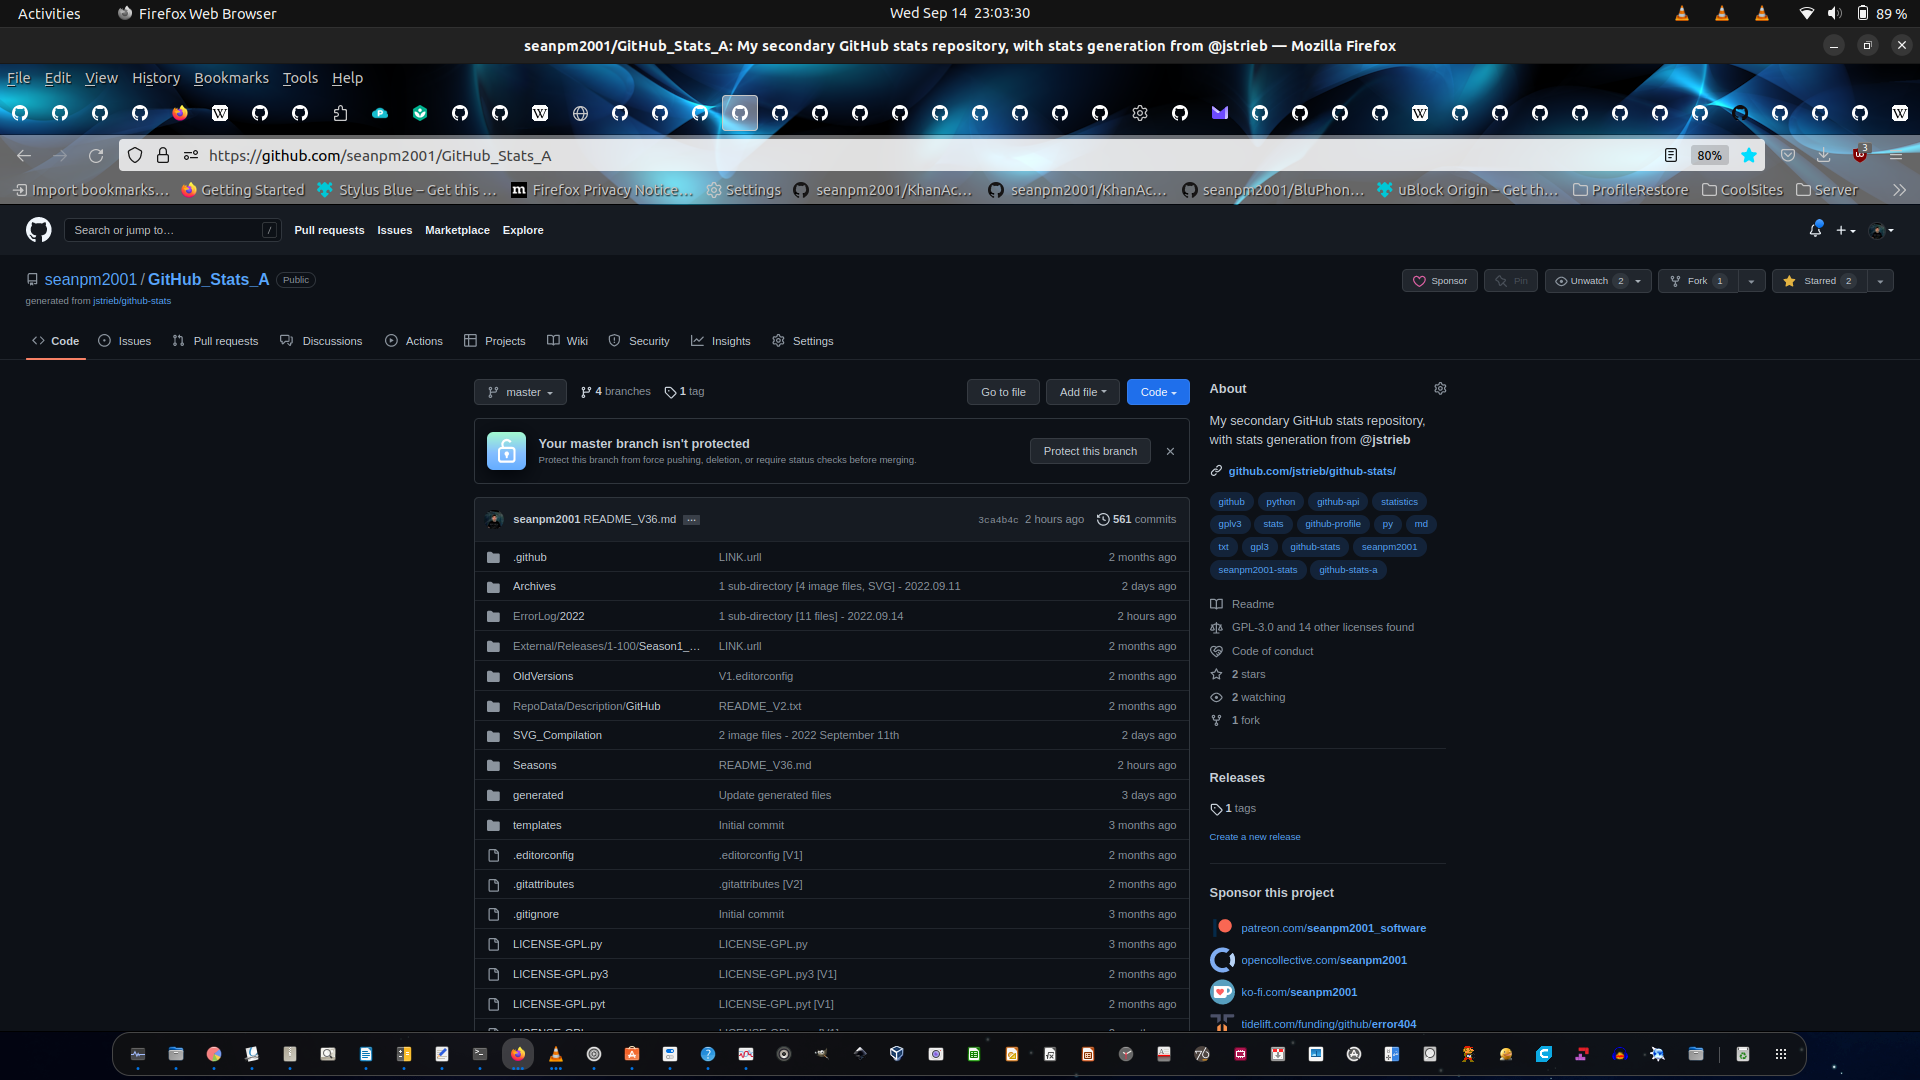 Activities
Firefox Web Browser
Wed Sep 14 23:03:30
89 %
seanpm2001/GitHub_Stats_A: My secondary GitHub stats repository, with stats generation from @jstrieb — Mozilla Firefox
File Edit View History Bookmarks Tools Help
https://github.com/seanpm2001/GitHub_Stats_A
80%
3
Import bookmarks…
Getting Started
Stylus Blue – Get this …
Firefox Privacy Notice…
Settings
seanpm2001/KhanAc…
seanpm2001/KhanAc…
seanpm2001/BluPhon…
uBlock Origin – Get th…
ProfileRestore
CoolSites
Server
Search or jump to…
/
Pull requests
Issues
Marketplace
Explore
seanpm2001 / GitHub_Stats_A
Public
generated from jstrieb/github-stats
Sponsor
Pin
Unwatch 2
Fork 1
Starred 2
Code
Issues
Pull requests
Discussions
Actions
Projects
Wiki
Security
Insights
Settings
master
4 branches
1 tag
Go to file
Add file
Code
Your master branch isn't protected
Protect this branch from force pushing, deletion, or require status checks before merging.
Protect this branch
seanpm2001 README_V36.md
3ca4b4c 2 hours ago
561 commits
.github LINK.urll 2 months ago
Archives 1 sub-directory [4 image files, SVG] - 2022.09.11 2 days ago
ErrorLog/2022 1 sub-directory [11 files] - 2022.09.14 2 hours ago
External/Releases/1-100/Season1_… LINK.urll 2 months ago
OldVersions V1.editorconfig 2 months ago
RepoData/Description/GitHub README_V2.txt 2 months ago
SVG_Compilation 2 image files - 2022 September 11th 2 days ago
Seasons README_V36.md 2 hours ago
generated Update generated files 3 days ago
templates Initial commit 3 months ago
.editorconfig .editorconfig [V1] 2 months ago
.gitattributes .gitattributes [V2] 2 months ago
.gitignore Initial commit 3 months ago
LICENSE-GPL.py LICENSE-GPL.py 3 months ago
LICENSE-GPL.py3 LICENSE-GPL.py3 [V1] 2 months ago
LICENSE-GPL.pyt LICENSE-GPL.pyt [V1] 2 months ago
About
My secondary GitHub stats repository,
with stats generation from @jstrieb
github.com/jstrieb/github-stats/
github python github-api statistics
gplv3 stats github-profile py md
txt gpl3 github-stats seanpm2001
seanpm2001-stats github-stats-a
Readme
GPL-3.0 and 14 other licenses found
Code of conduct
2 stars
2 watching
1 fork
Releases
1 tags
Create a new release
Sponsor this project
patreon.com/seanpm2001_software
opencollective.com/seanpm2001
ko-fi.com/seanpm2001
tidelift.com/funding/github/error404